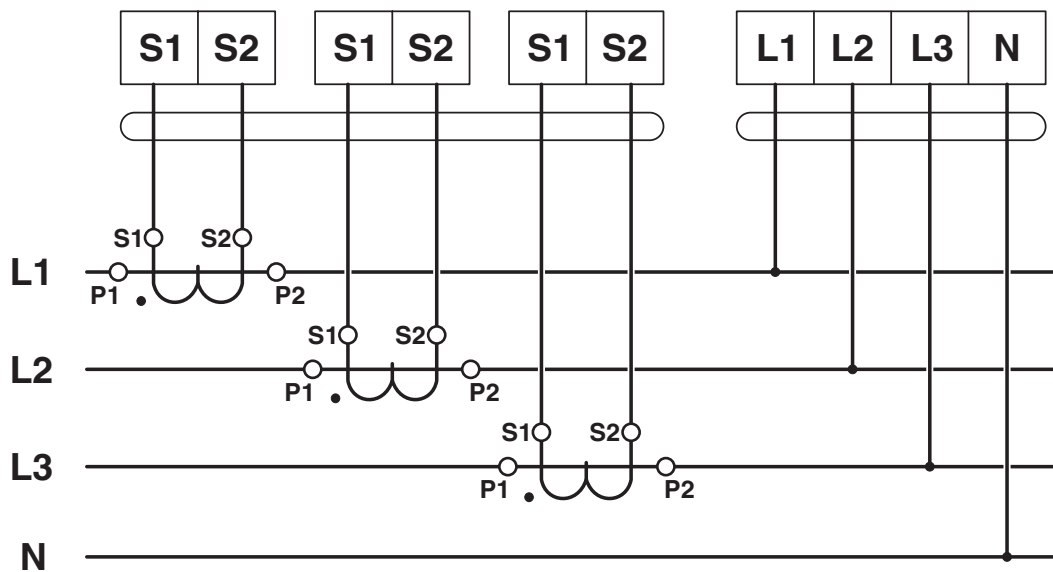 S1 S2 S1 S2 S1 S2 L1 L2 L3 N
S1 S2
L1
P1 P2
S1 S2
L2
P1 P2
S1 S2
L3
P1 P2
N